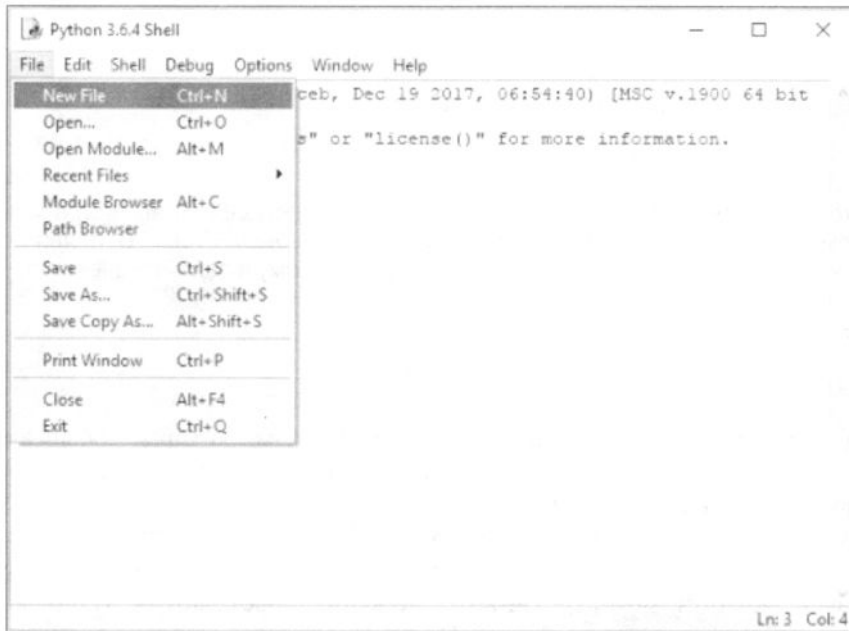 Python 3.6.4 Shell
File Edit Shell Debug Options Window Help
New File Ctrl+N
ceb, Dec 19 2017, 06:54:40) [MSC v.1900 64 bit
Open... Ctrl+O
Open Module... Alt+M
s" or "license()" for more information.
Recent Files
Module Browser Alt+C
Path Browser
Save Ctrl+S
Save As... Ctrl+Shift+S
Save Copy As... Alt+Shift+S
Print Window Ctrl+P
Close Alt+F4
Exit Ctrl+Q
Ln: 3 Col: 4